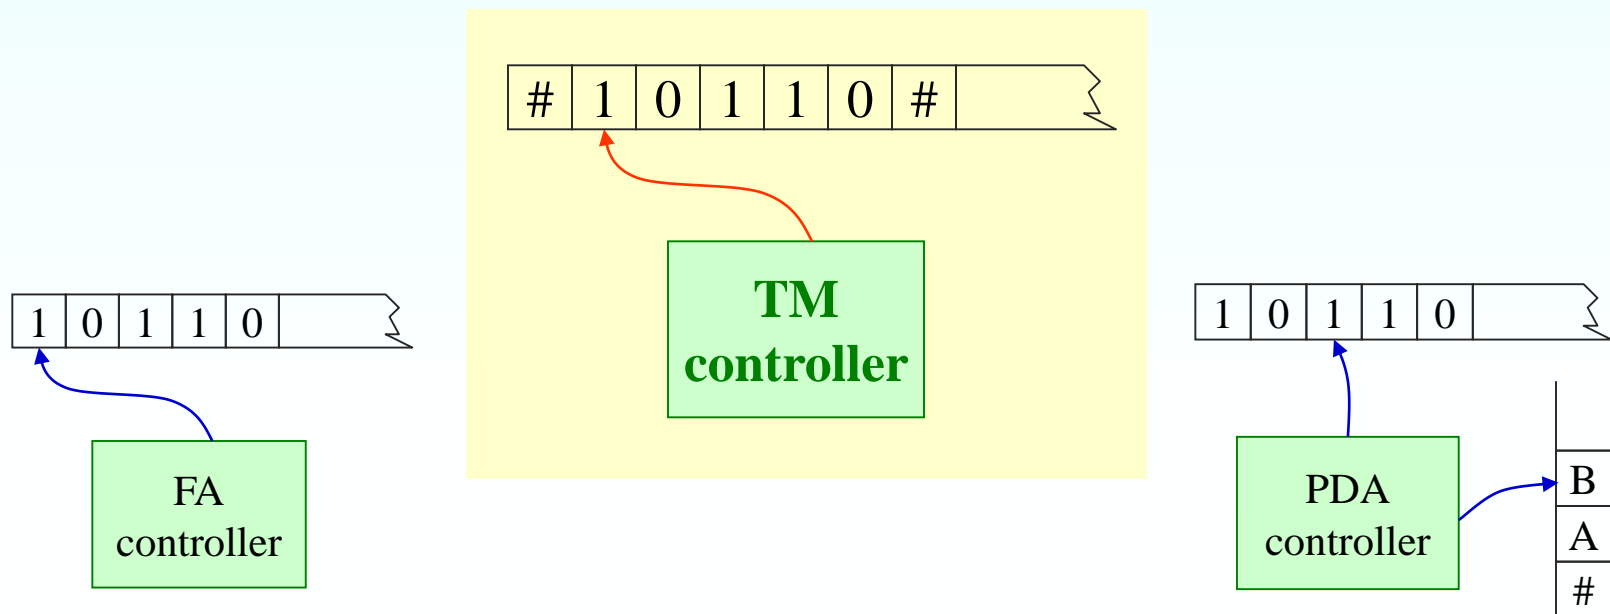 # 1 0 1 1 0 #
TM
controller
1 0 1 1 0
FA
controller
1 0 1 1 0
PDA
controller
B
A
#